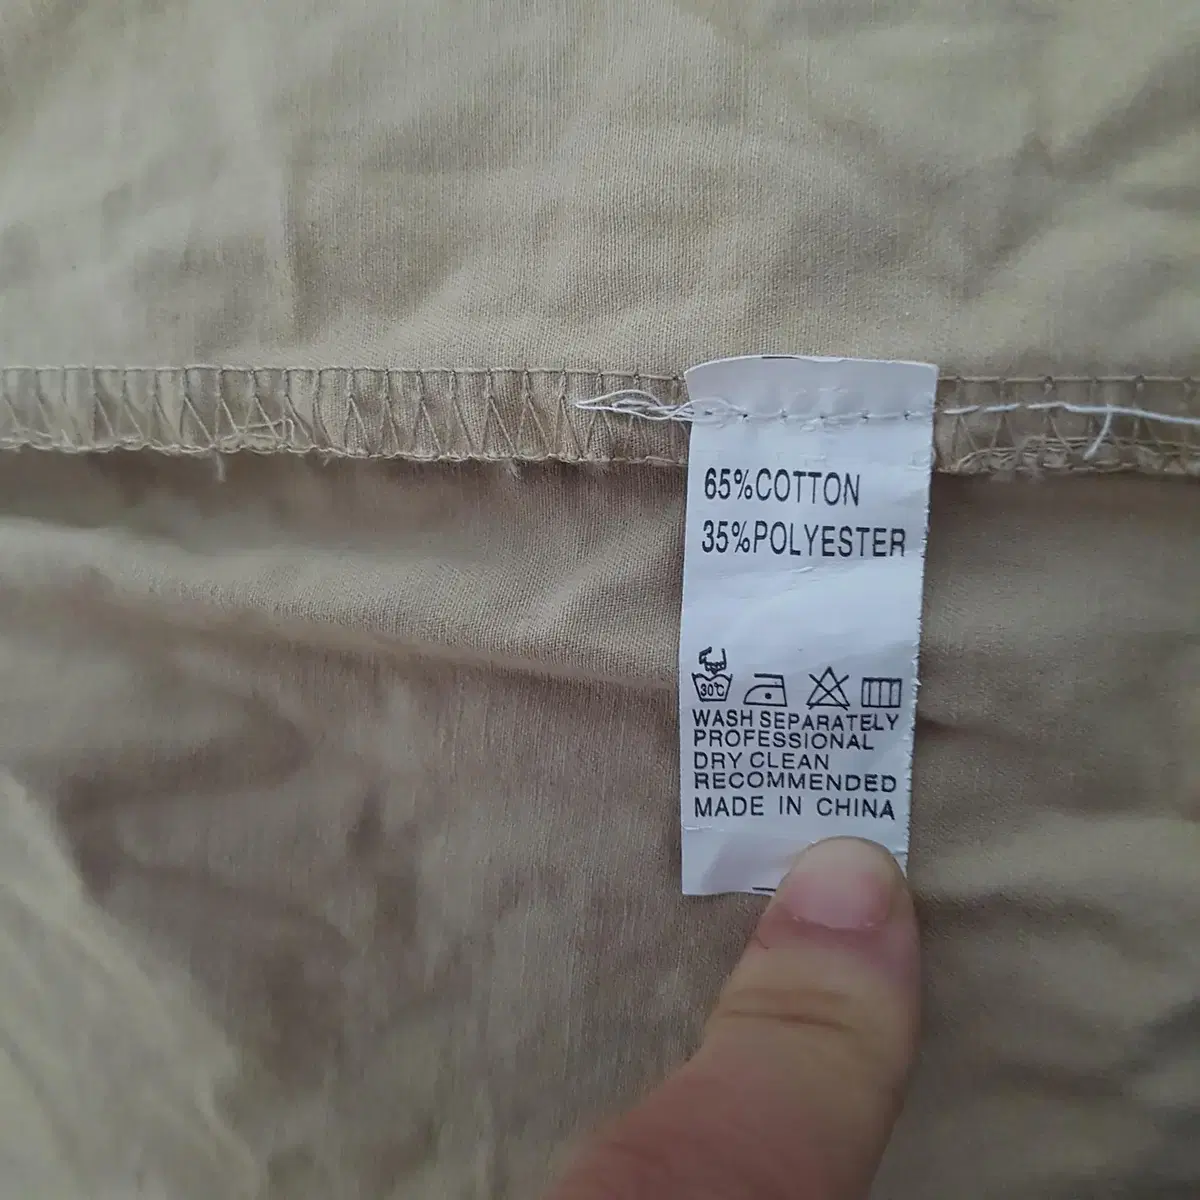 65%COTTON
35%POLYESTER
30℃
WASH SEPARATELY
PROFESSIONAL
DRY CLEAN
RECOMMENDED
MADE IN CHINA